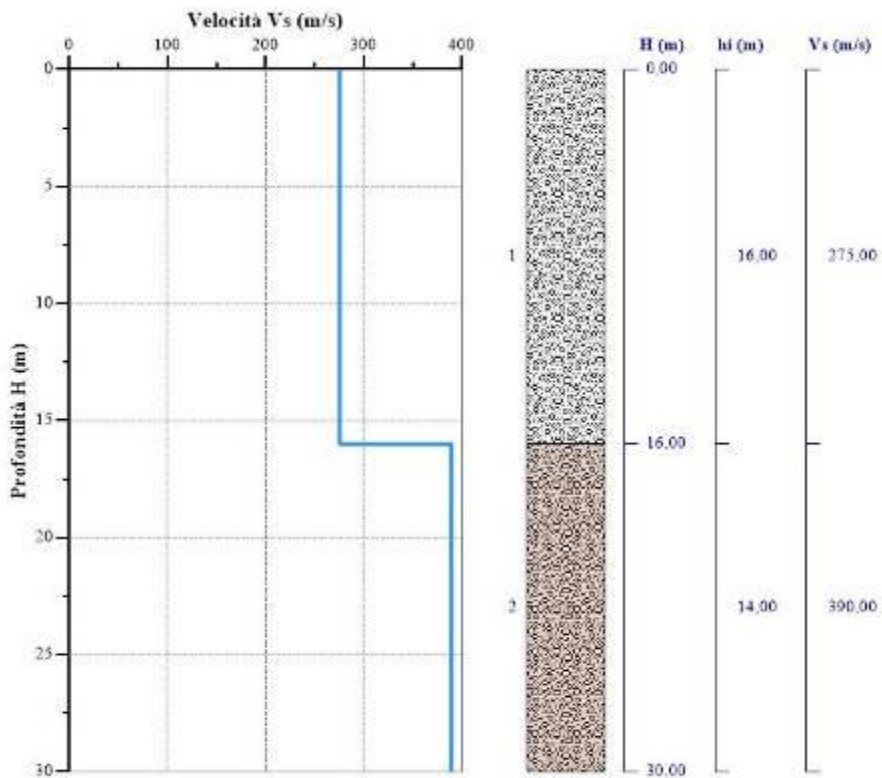 Velocità Vs (m/s)
0 100 200 300 400
Profondità H (m)
0
5
10
15
20
25
30
H (m) hi (m) Vs (m/s)
0,00
1 16,00 275,00
16,00
2 14,00 390,00
30,00